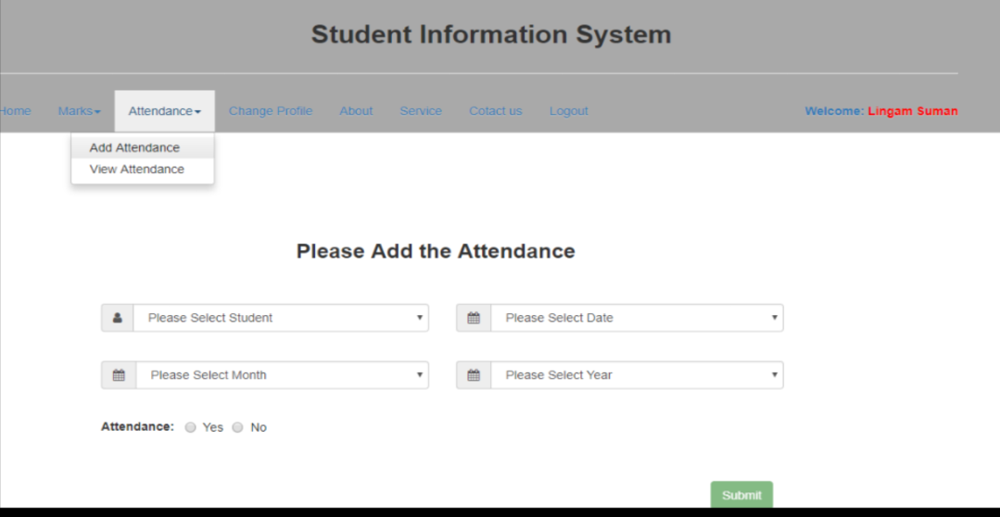 Student Information System
Home Marks Attendance Change Profile About Service Cotact us Logout Welcome: Lingam Suman
Add Attendance
View Attendance
Please Add the Attendance
Please Select Student Please Select Date
Please Select Month Please Select Year
Attendance: Yes No
Submit